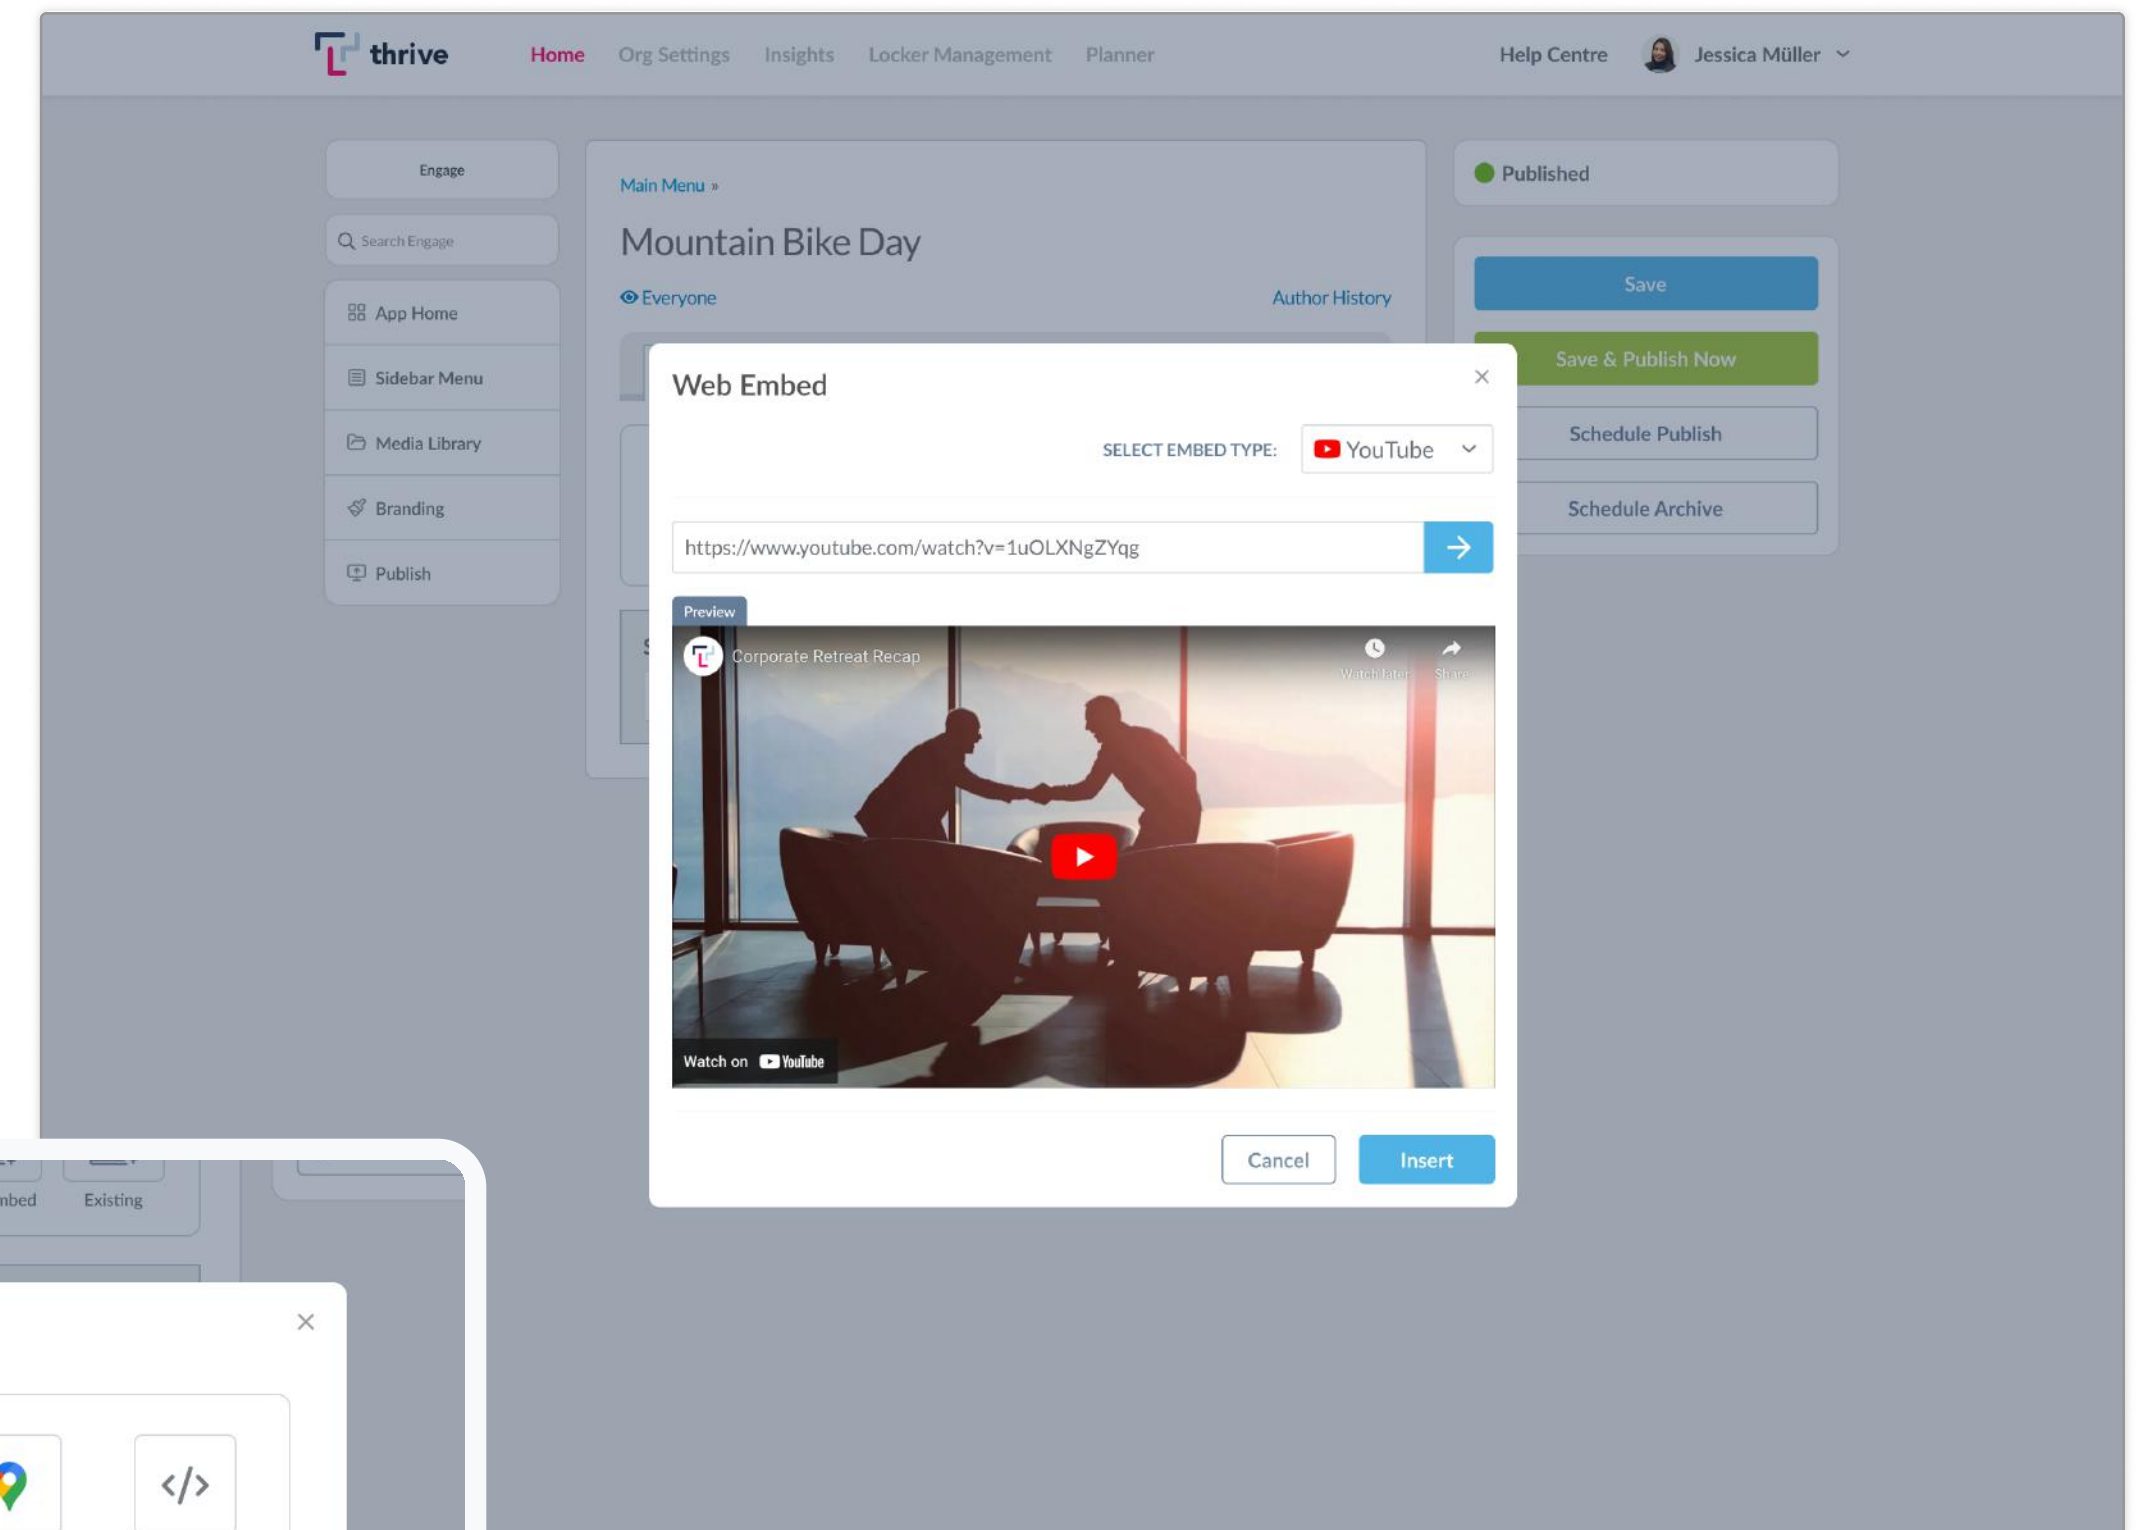 thrive
Home Org Settings Insights Locker Management Planner
Help Centre Jessica Müller
Engage
Search Engage
App Home
Sidebar Menu
Media Library
Branding
Publish
Main Menu »
Mountain Bike Day
Everyone
Author History
Published
Save
Save & Publish Now
Schedule Publish
Schedule Archive
Web Embed
SELECT EMBED TYPE: YouTube
https://www.youtube.com/watch?v=1uOLXNgZYqg
Preview
Corporate Retreat Recap
Watch later Share
Watch on YouTube
Cancel Insert
Existing